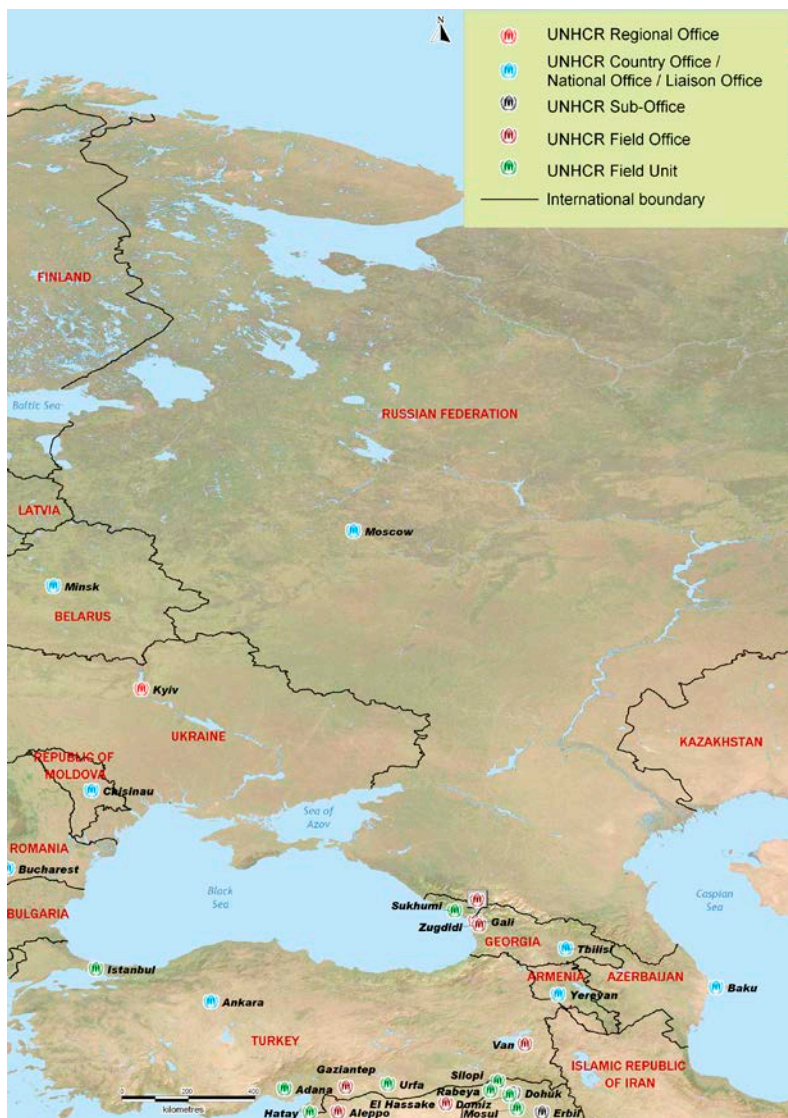 N
UNHCR Regional Office
UNHCR Country Office /
National Office / Liaison Office
UNHCR Sub-Office
UNHCR Field Office
UNHCR Field Unit
International boundary
FINLAND
Baltic Sea
RUSSIAN FEDERATION
LATVIA
Moscow
Minsk
BELARUS
Kyiv
UKRAINE
KAZAKHSTAN
REPUBLIC OF
MOLDOVA
Chisinau
Sea of
Azov
ROMANIA
Bucharest
Black
Sea
Caspian
Sea
BULGARIA
Sukhumi
Gali
Zugdidi
GEORGIA
Tbilisi
Istanbul
ARMENIA
AZERBAIJAN
Ankara
Yereyan
Baku
TURKEY
Van
ISLAMIC REPUBLIC
OF IRAN
Gaziantep
Silopi
Adana
Urfa
Rabeya
Dohuk
0 200 400
kilometres
El Hassake
Domiz
Hatay
Aleppo
Mosul
Erbil